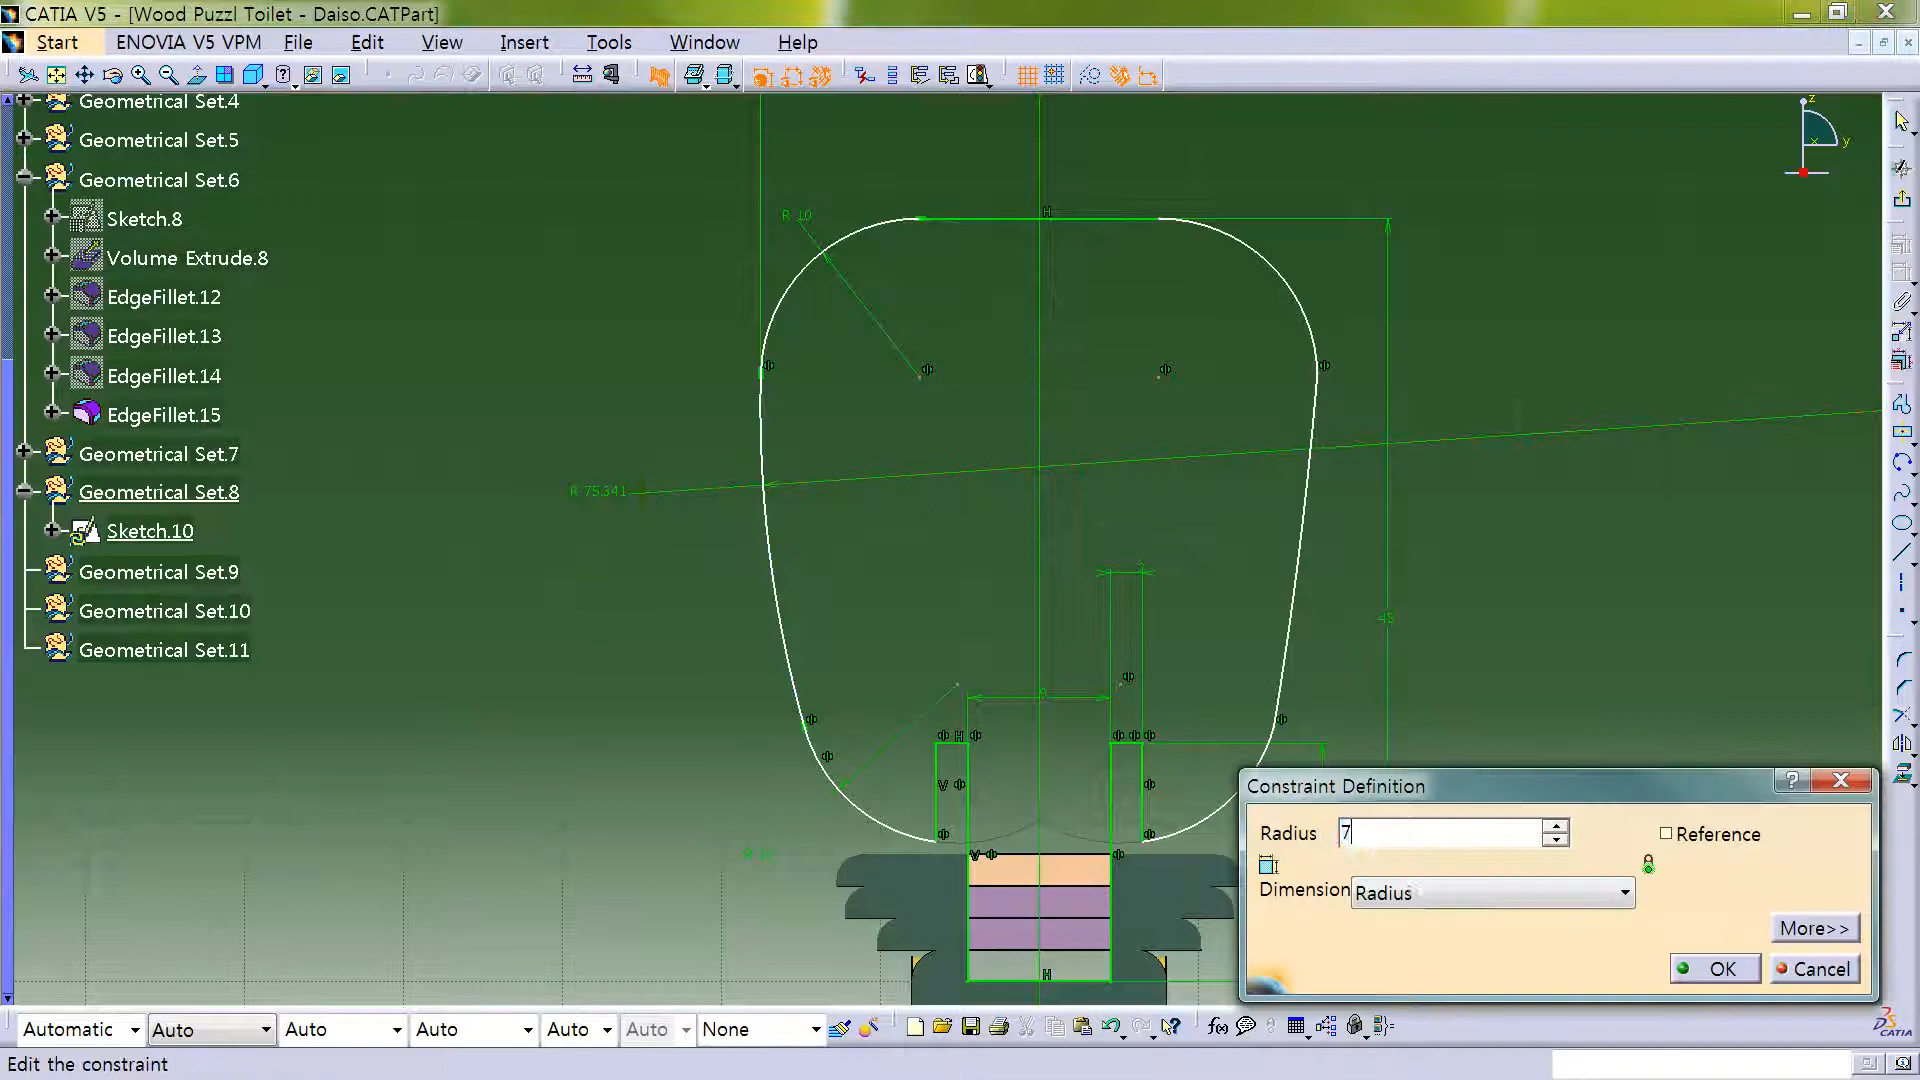 CATIA V5 - [Wood Puzzl Toilet - Daiso.CATPart]
Start ENOVIA V5 VPM File Edit View Insert Tools Window Help
Geometrical Set.4
Geometrical Set.5
Geometrical Set.6
Sketch.8
Volume Extrude.8
EdgeFillet.12
EdgeFillet.13
EdgeFillet.14
EdgeFillet.15
Geometrical Set.7
Geometrical Set.8
Sketch.10
Geometrical Set.9
Geometrical Set.10
Geometrical Set.11
z
x
y
R 10
H
R 75.341
45
9
H
V
V
H
Constraint Definition
Radius 7
Reference
Dimension Radius
More>>
OK Cancel
Automatic Auto Auto Auto Auto Auto None
f(x)
CATIA
Edit the constraint